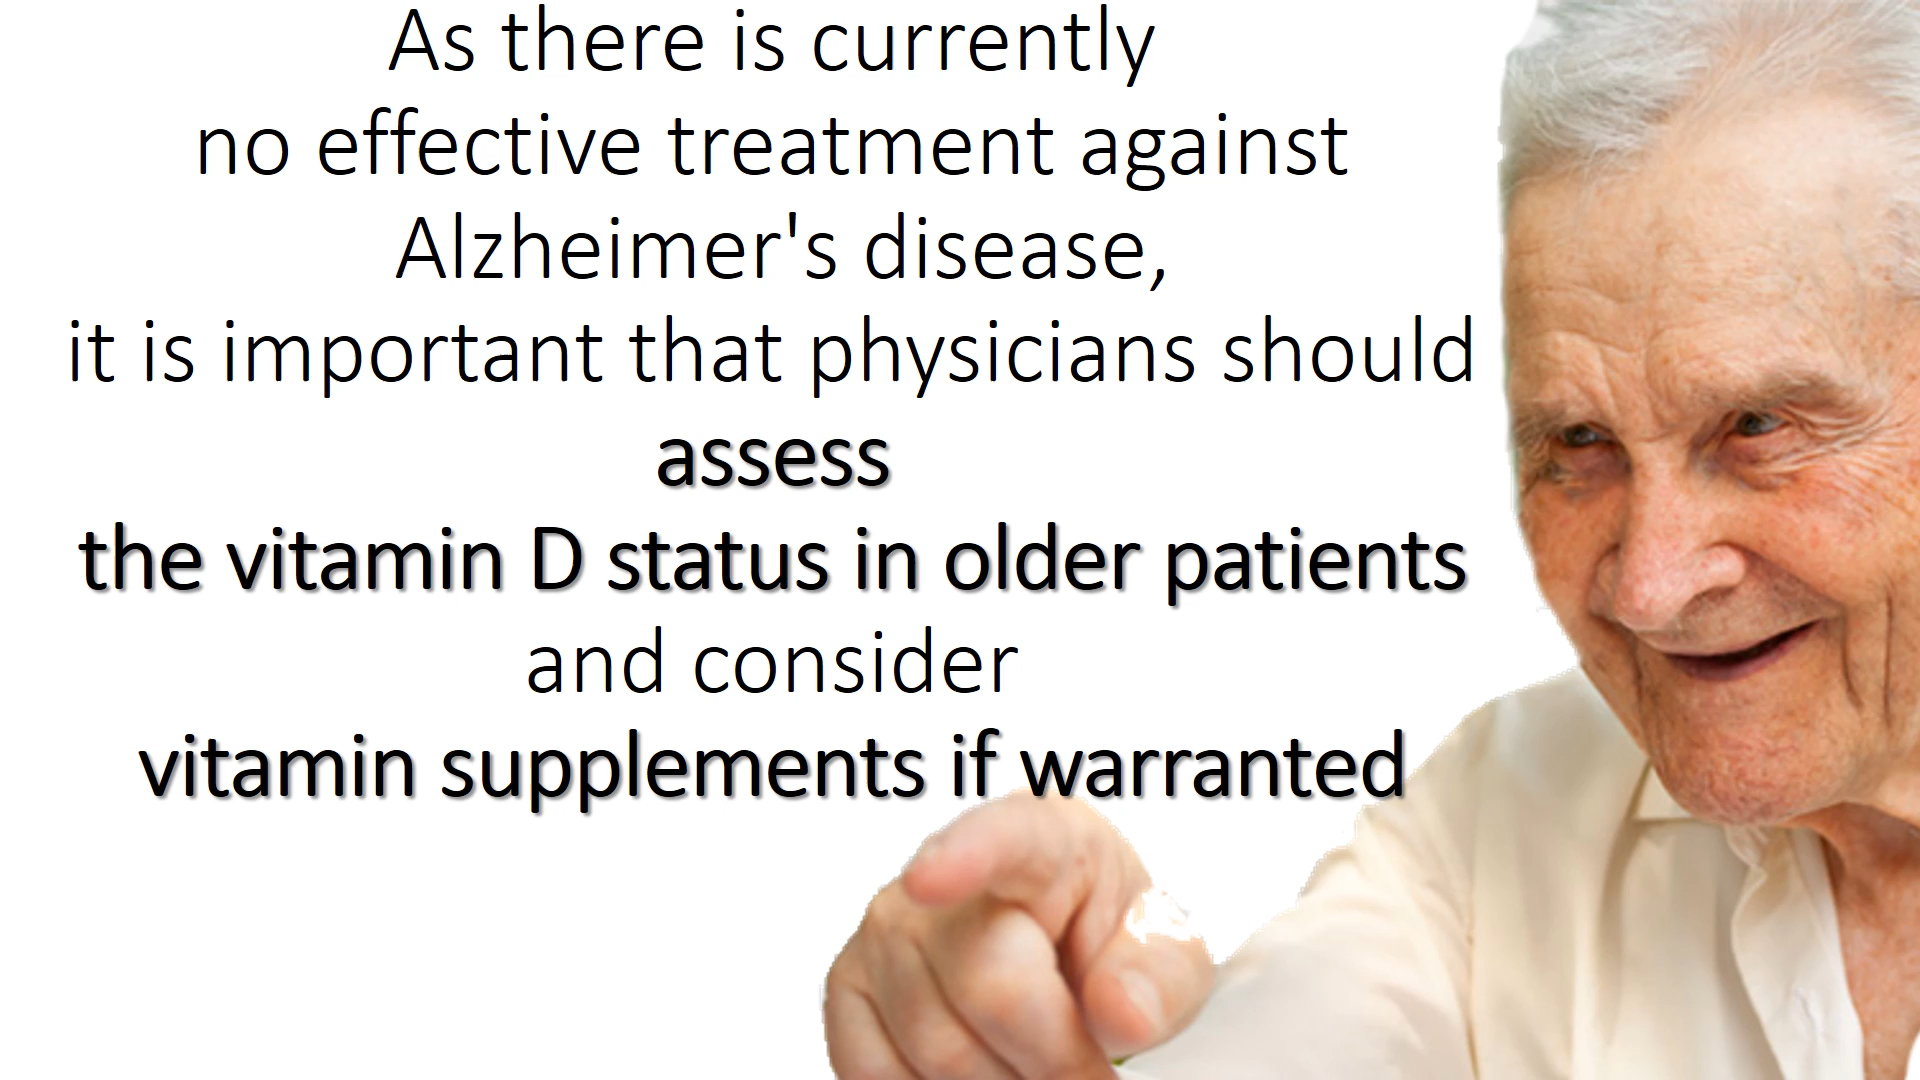 As there is currently
no effective treatment against
Alzheimer's disease,
it is important that physicians should
assess
the vitamin D status in older patients
and consider
vitamin supplements if warranted